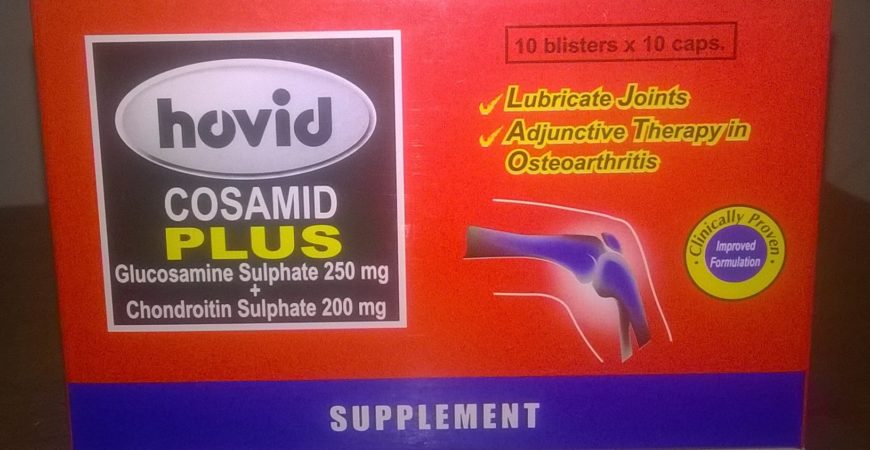 hovid
COSAMID
PLUS
Glucosamine Sulphate 250 mg
+
Chondroitin Sulphate 200 mg
10 blisters x 10 caps.
Lubricate Joints
Adjunctive Therapy in
Osteoarthritis
Clinically Proven
Improved
Formulation
SUPPLEMENT